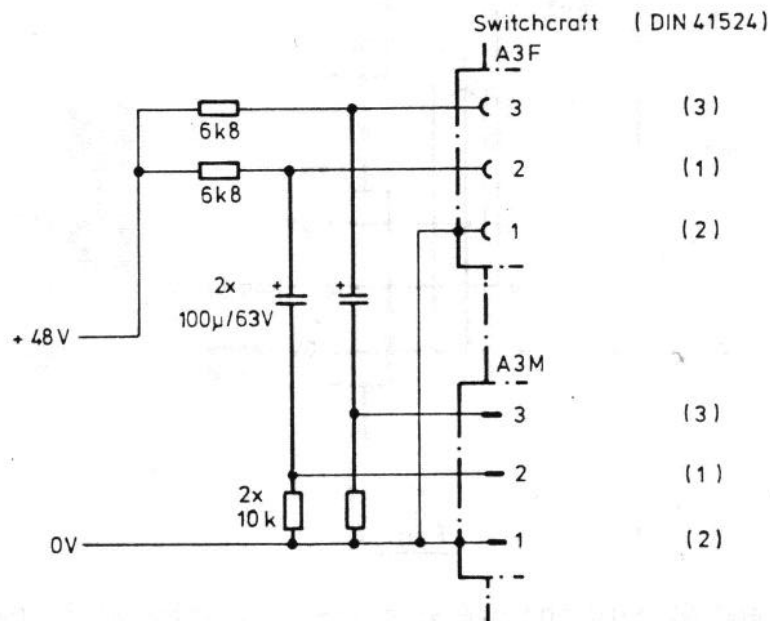 Switchcraft ( DIN 41524)
A3F
3 (3)
6k8
2 (1)
6k8
1 (2)
2x
+ +
100µ/63V
+ 48V
A3M
3 (3)
2 (1)
2x
10k
0V 1 (2)